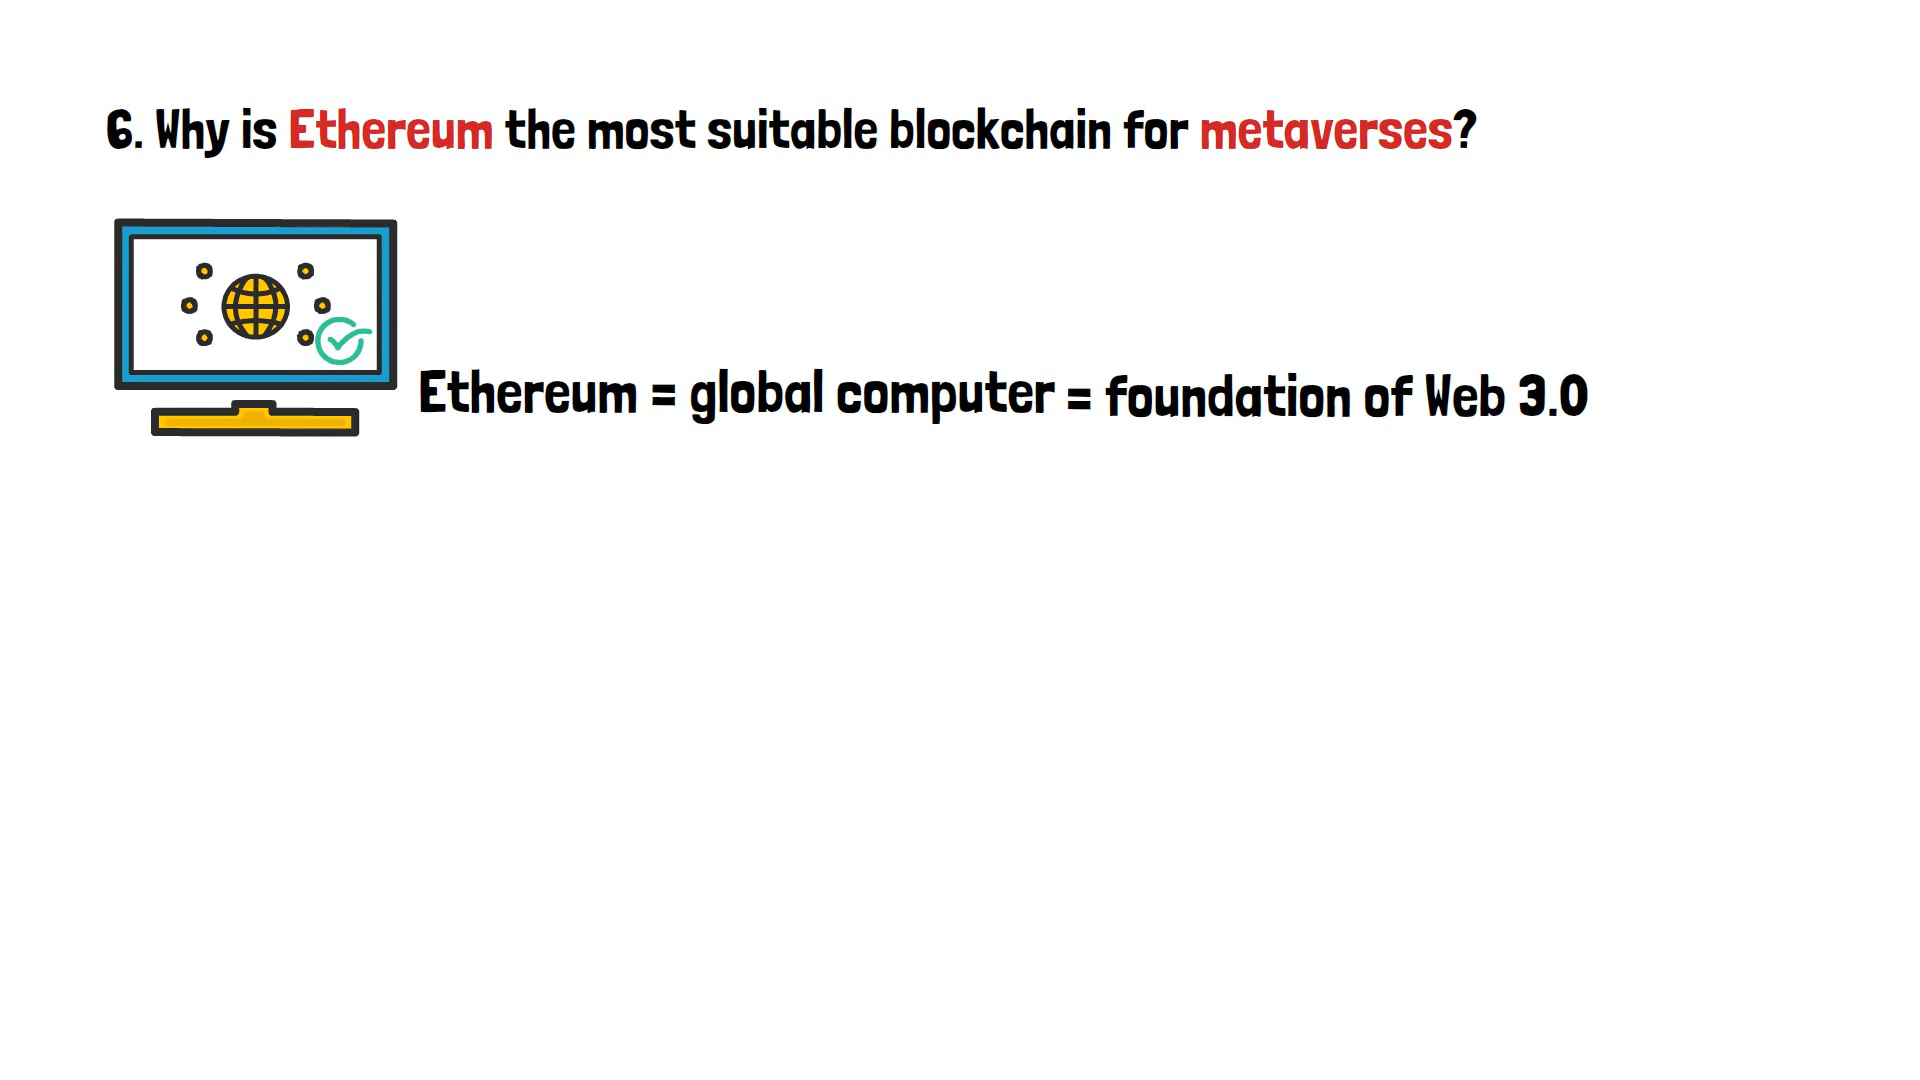 6. Why is Ethereum the most suitable blockchain for metaverses?
Ethereum = global computer = foundation of Web 3.0